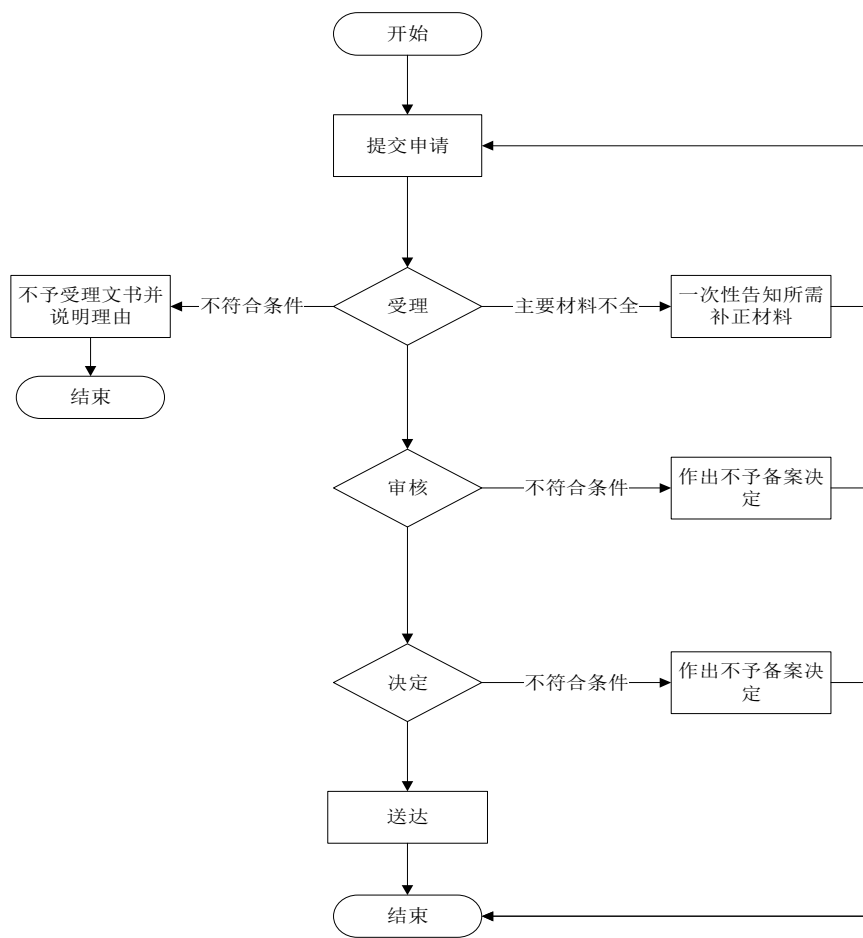 开始
提交申请
不予受理文书并
说明理由
不符合条件
受理
主要材料不全
一次性告知所需
补正材料
结束
审核
不符合条件
作出不予备案决
定
决定
不符合条件
作出不予备案决
定
送达
结束